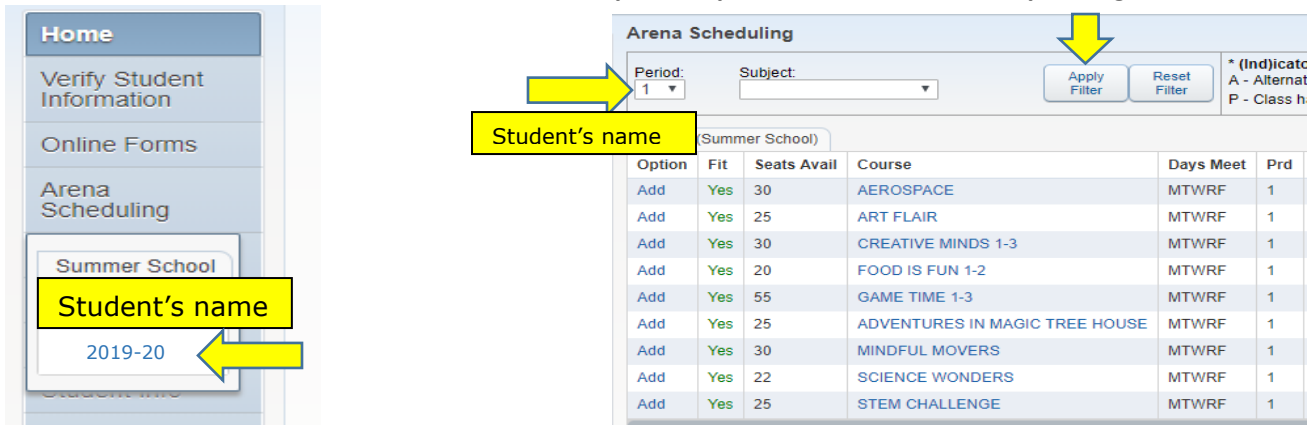 Home
Verify Student
Information
Online Forms
Arena
Scheduling
Summer School
Student's name
2019-20
Student Info
Arena Scheduling
Period:
1
Subject:
Apply
Filter
Reset
Filter
* (Ind)icato
A - Alternat
P - Class ha
Student's name
(Summer School)
Option Fit Seats Avail Course Days Meet Prd
Add Yes 30 AEROSPACE MTWRF 1
Add Yes 25 ART FLAIR MTWRF 1
Add Yes 30 CREATIVE MINDS 1-3 MTWRF 1
Add Yes 20 FOOD IS FUN 1-2 MTWRF 1
Add Yes 55 GAME TIME 1-3 MTWRF 1
Add Yes 25 ADVENTURES IN MAGIC TREE HOUSE MTWRF 1
Add Yes 30 MINDFUL MOVERS MTWRF 1
Add Yes 22 SCIENCE WONDERS MTWRF 1
Add Yes 25 STEM CHALLENGE MTWRF 1